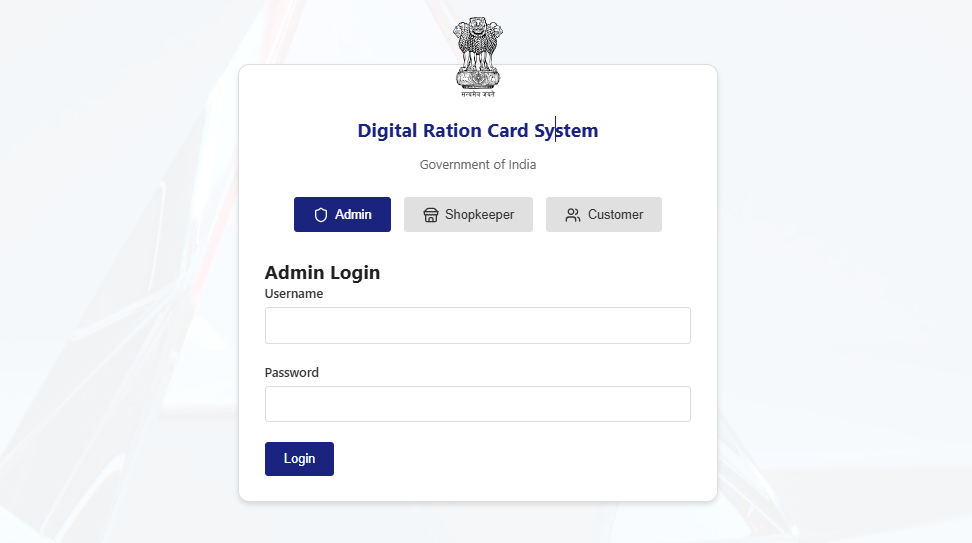 सत्यमेव जयते
Digital Ration Card System
Government of India
Admin
Shopkeeper
Customer
Admin Login
Username
Password
Login